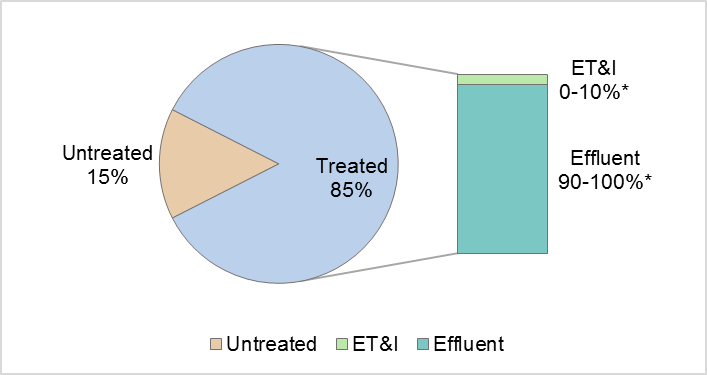 Untreated
15%
Treated
85%
ET&I
0-10%*
Effluent
90-100%*
Untreated
ET&I
Effluent